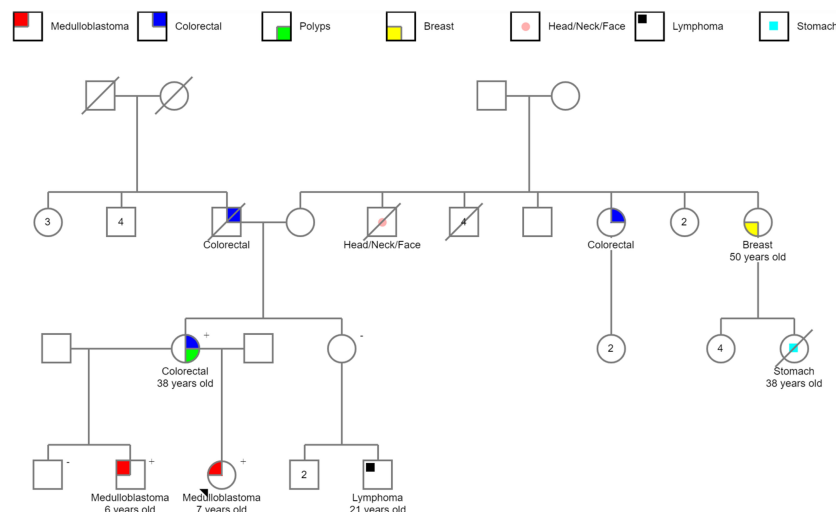 Medulloblastoma Colorectal Polyps Breast Head/Neck/Face Lymphoma Stomach
3 4 4 2
Colorectal Head/Neck/Face Colorectal Breast
50 years old
+ -
2 4
Colorectal Stomach
38 years old 38 years old
- + + 2
Medulloblastoma Medulloblastoma Lymphoma
6 years old 7 years old 21 years old